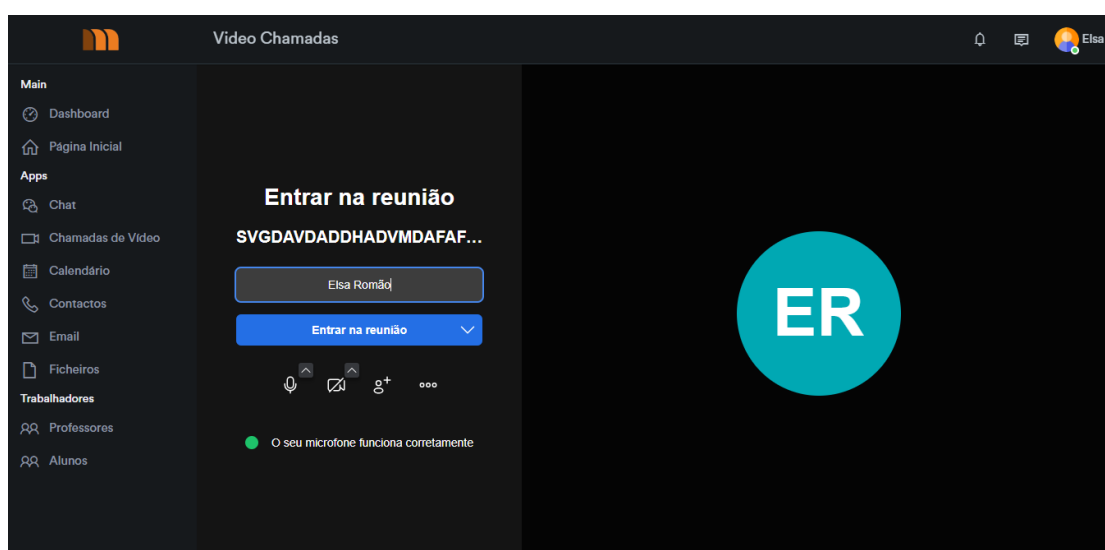 Video Chamadas
Elsa
Main
Dashboard
Página Inicial
Apps
Chat
Chamadas de Vídeo
Calendário
Contactos
Email
Ficheiros
Trabalhadores
Professores
Alunos
Entrar na reunião
SVGDAVDADDHADVMDAFAF...
Elsa Romão
Entrar na reunião
O seu microfone funciona corretamente
ER